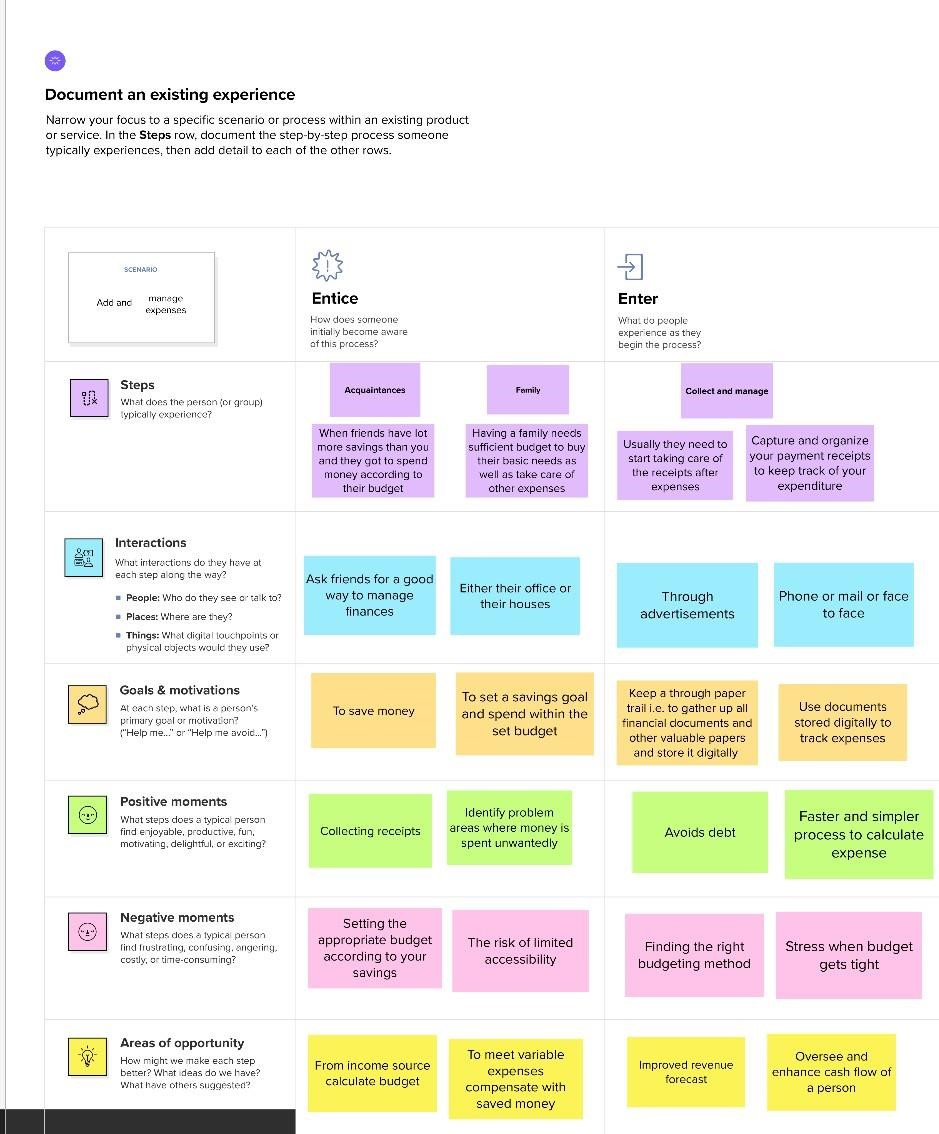 Document an existing experience
Narrow your focus to a specific scenario or process within an existing product
or service. In the Steps row, document the step-by-step process someone
typically experiences, then add detail to each of the other rows.
SCENARIO
Add and
manage
expenses
Entice
How does someone
initially become aware
of this process?
Enter
What do people
experience as they
begin the process?
Steps
What does the person (or group)
typically experience?
Acquaintances
Family
Collect and manage
When friends have lot
more savings than you
and they got to spend
money according to
their budget
Having a family needs
sufficient budget to buy
their basic needs as
well as take care of
other expenses
Usually they need to
start taking care of
the receipts after
expenses
Capture and organize
your payment receipts
to keep track of your
expenditure
Interactions
What interactions do they have at
each step along the way?
People: Who do they see or talk to?
Places: Where are they?
Things: What digital touchpoints or
physical objects would they use?
Ask friends for a good
way to manage
finances
Either their office or
their houses
Through
advertisements
Phone or mail or face
to face
Goals & motivations
At each step, what is a person's
primary goal or motivation?
("Help me..." or "Help me avoid...")
To save money
To set a savings goal
and spend within the
set budget
Keep a through paper
trail i.e. to gather up all
financial documents and
other valuable papers
and store it digitally
Use documents
stored digitally to
track expenses
Positive moments
What steps does a typical person
find enjoyable, productive, fun,
motivating, delightful, or exciting?
Collecting receipts
Identify problem
areas where money is
spent unwantedly
Avoids debt
Faster and simpler
process to calculate
expense
Negative moments
What steps does a typical person
find frustrating, confusing, angering,
costly, or time-consuming?
Setting the
appropriate budget
according to your
savings
The risk of limited
accessibility
Finding the right
budgeting method
Stress when budget
gets tight
Areas of opportunity
How might we make each step
better? What ideas do we have?
What have others suggested?
From income source
calculate budget
To meet variable
expenses
compensate with
saved money
Improved revenue
forecast
Oversee and
enhance cash flow of
a person